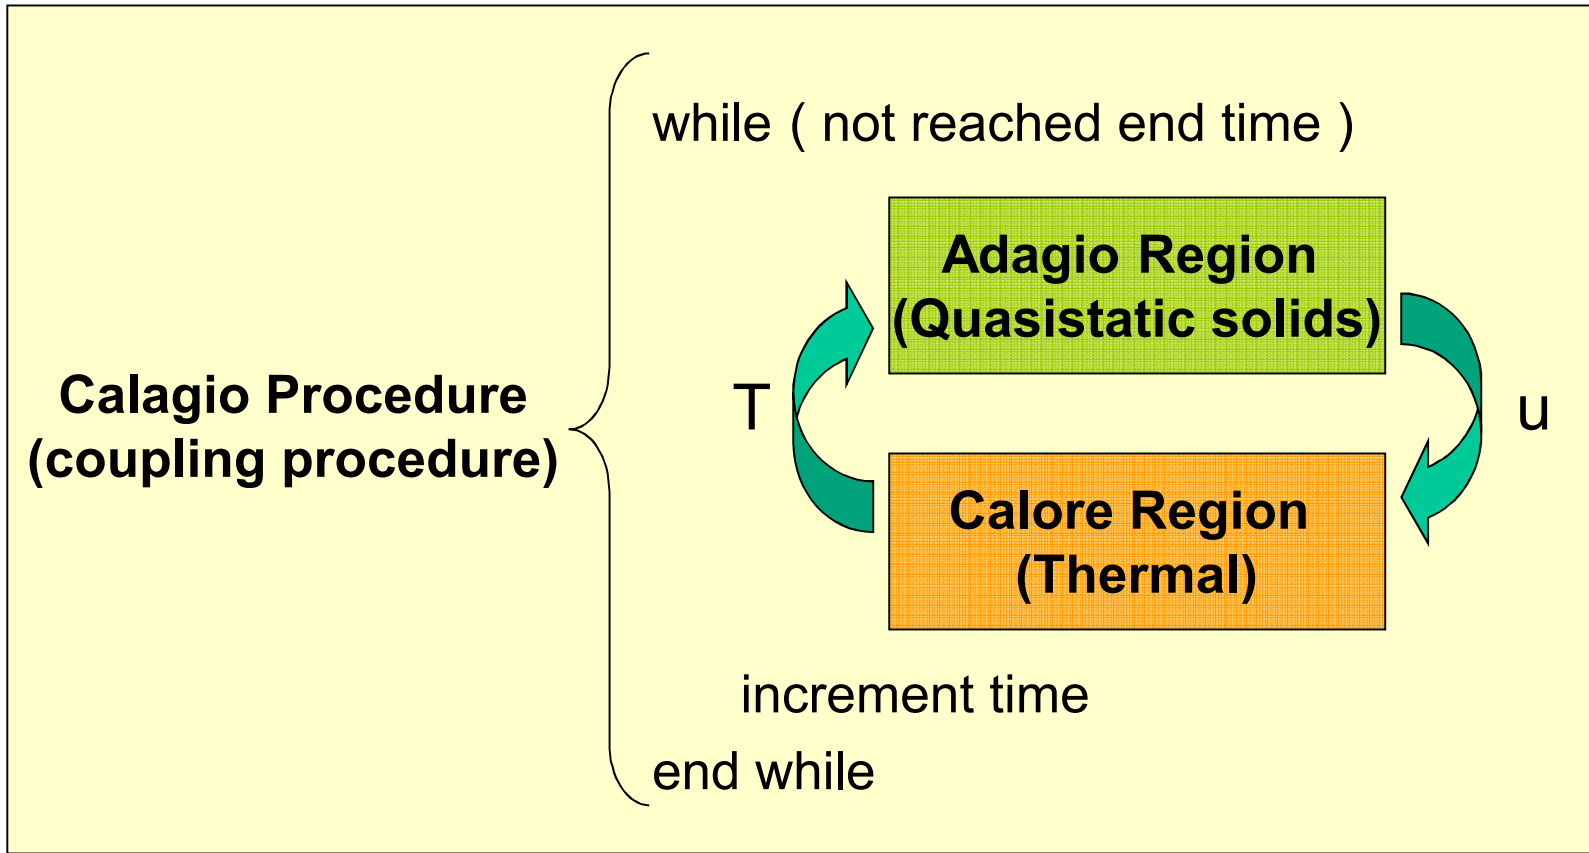 while ( not reached end time )
Adagio Region
(Quasistatic solids)
Calagio Procedure
(coupling procedure)
T
u
Calore Region
(Thermal)
increment time
end while